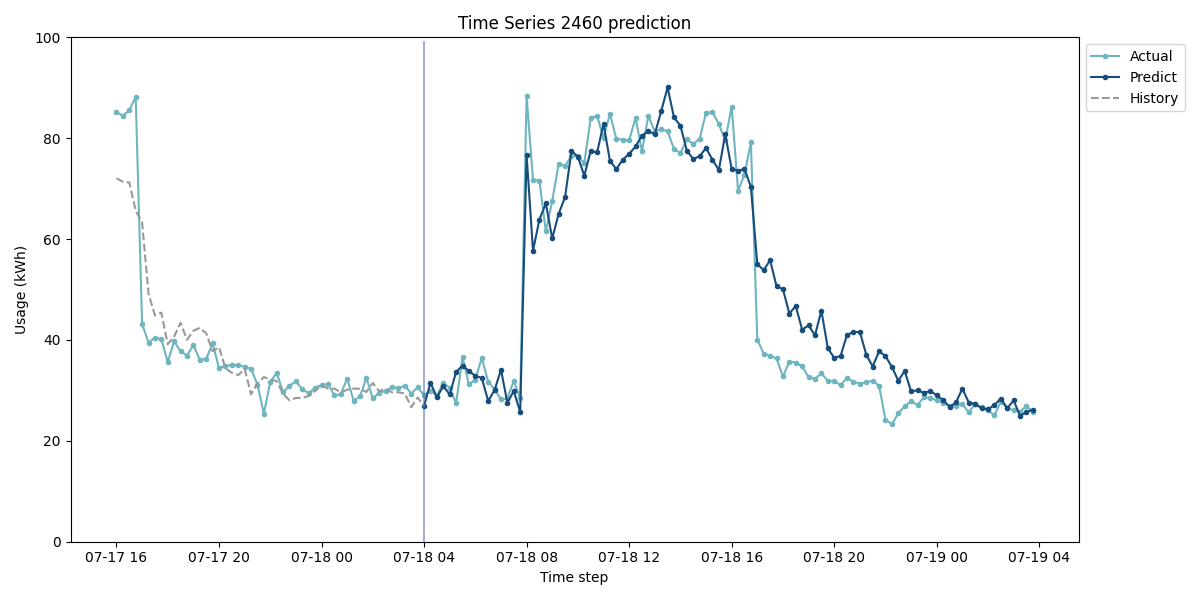 Time Series 2460 prediction
Usage (kWh)
100
80
60
40
20
0
07-17 16
07-17 20
07-18 00
07-18 04
07-18 08
07-18 12
07-18 16
07-18 20
07-19 00
07-19 04
Time step
Actual
Predict
History